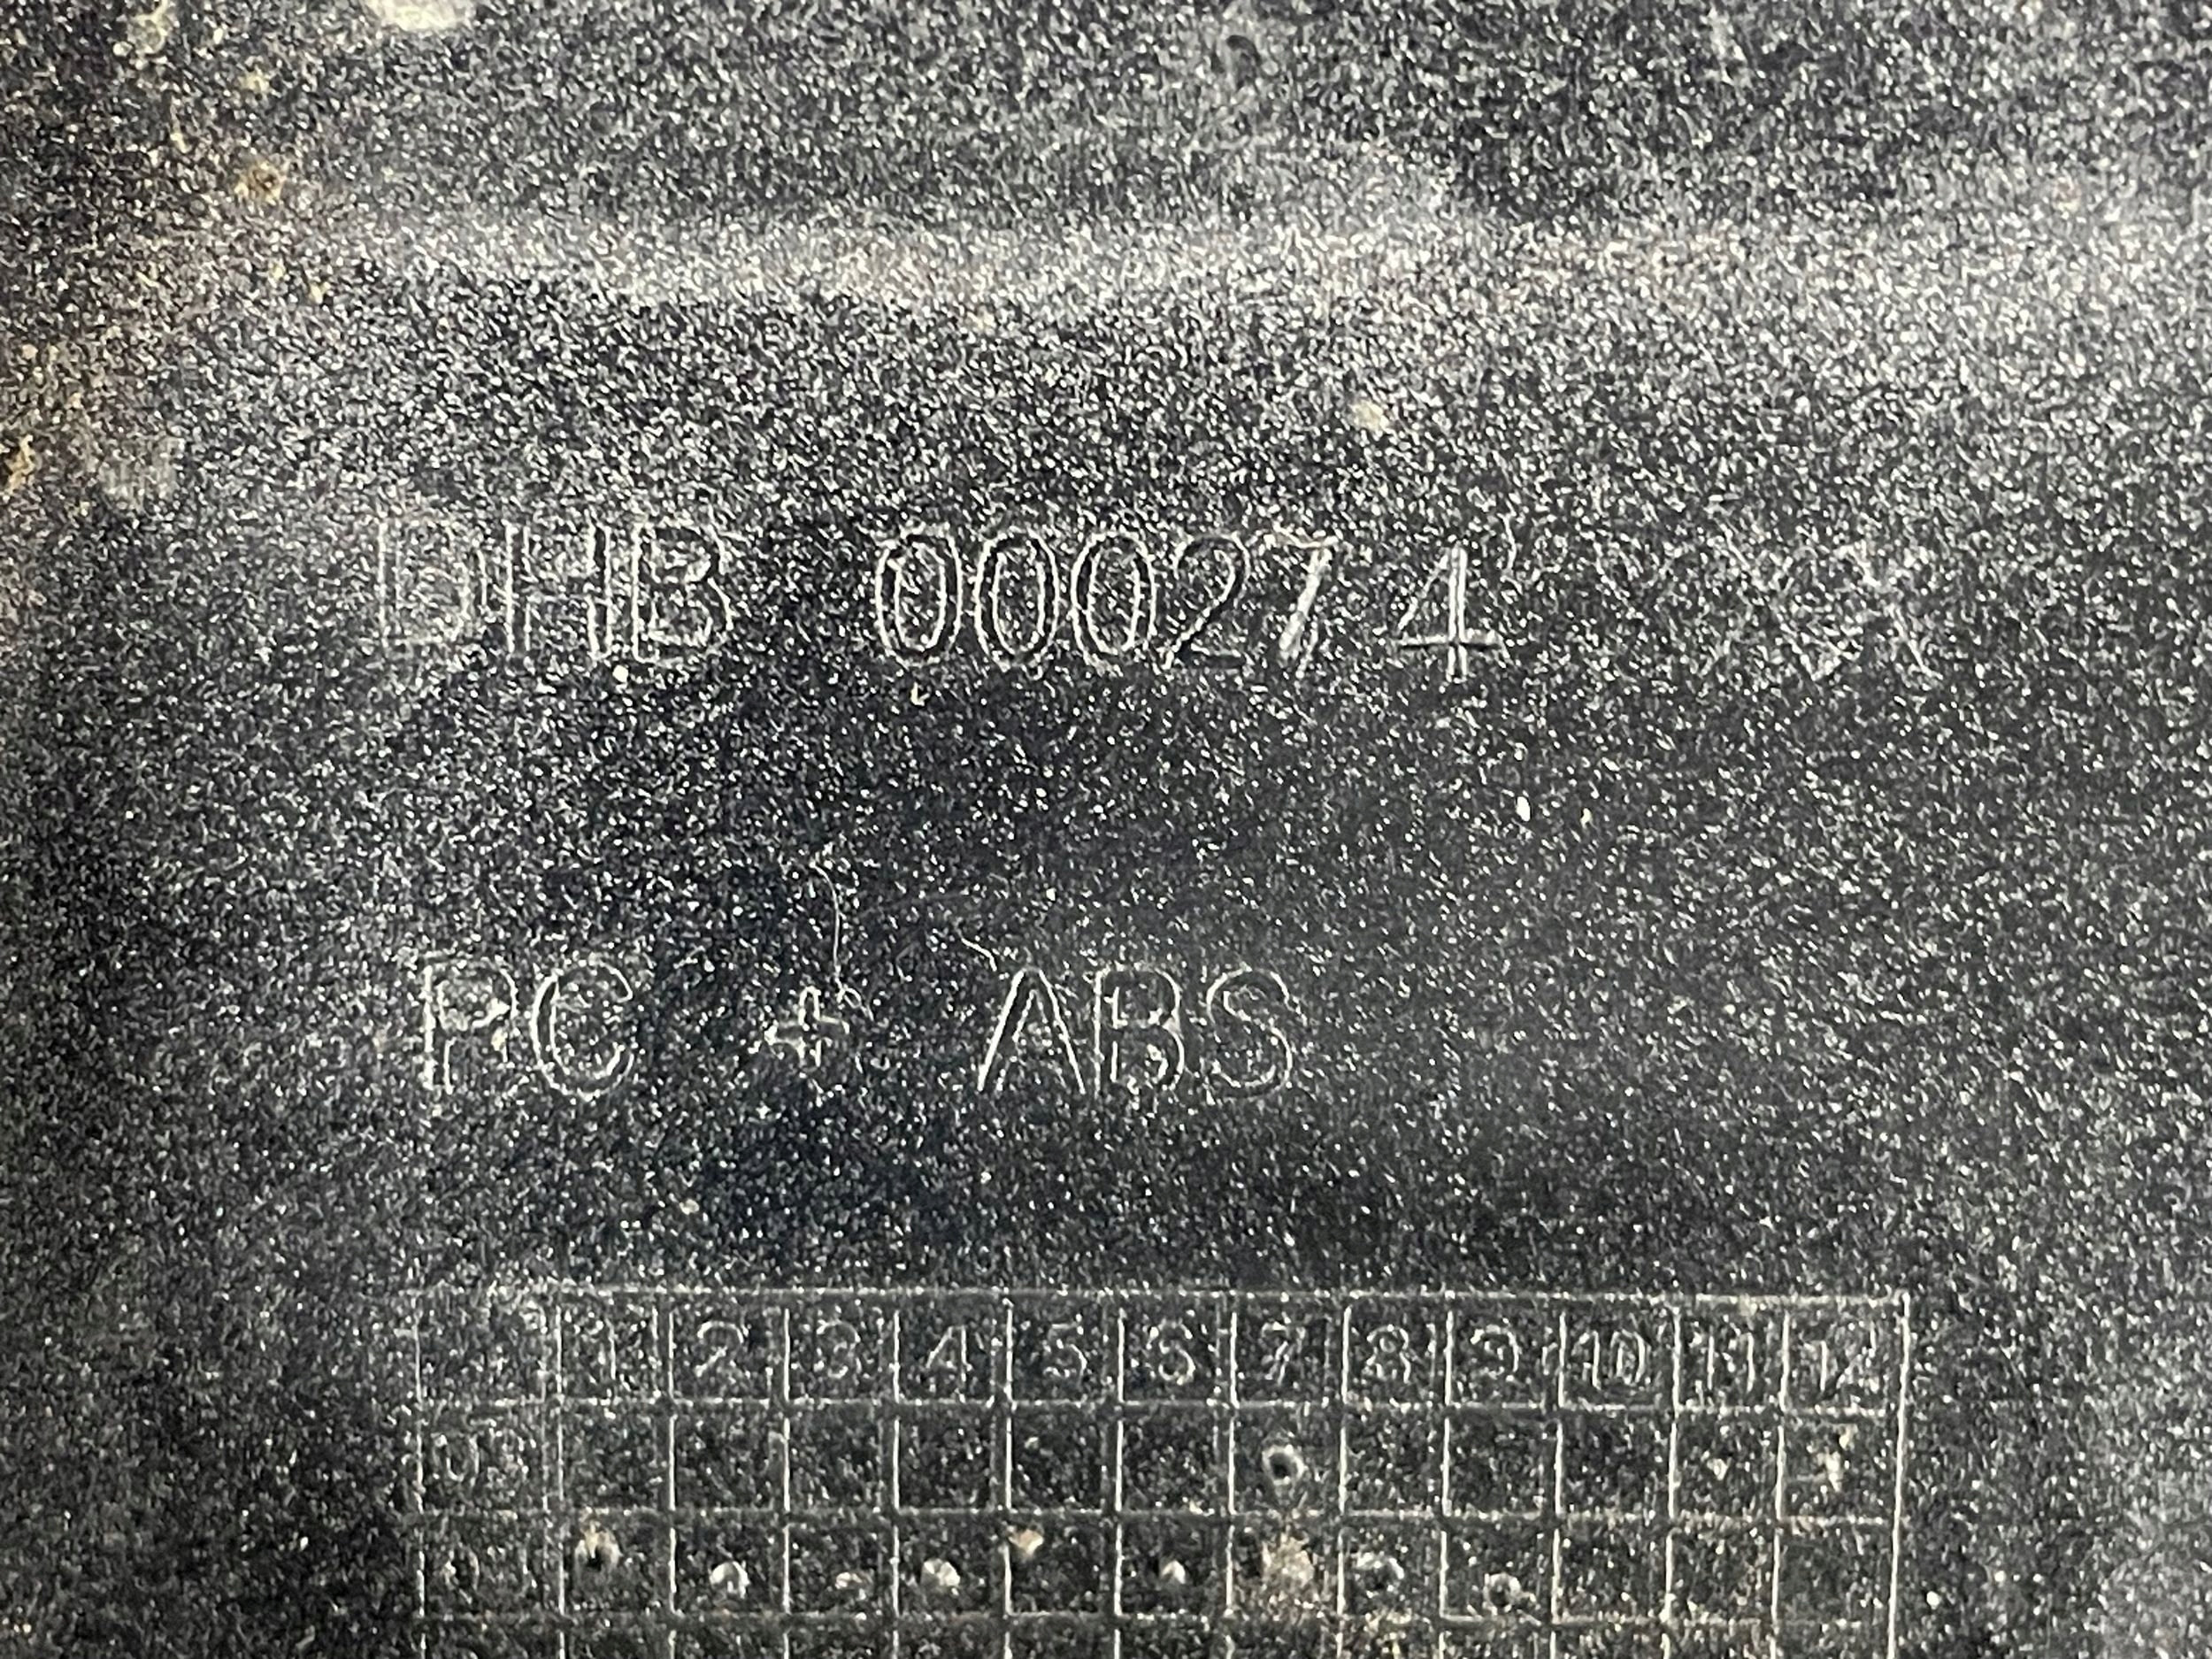 DHB 000274
PC + ABS
1 2 3 4 5 6 7 8 9 10 11 12